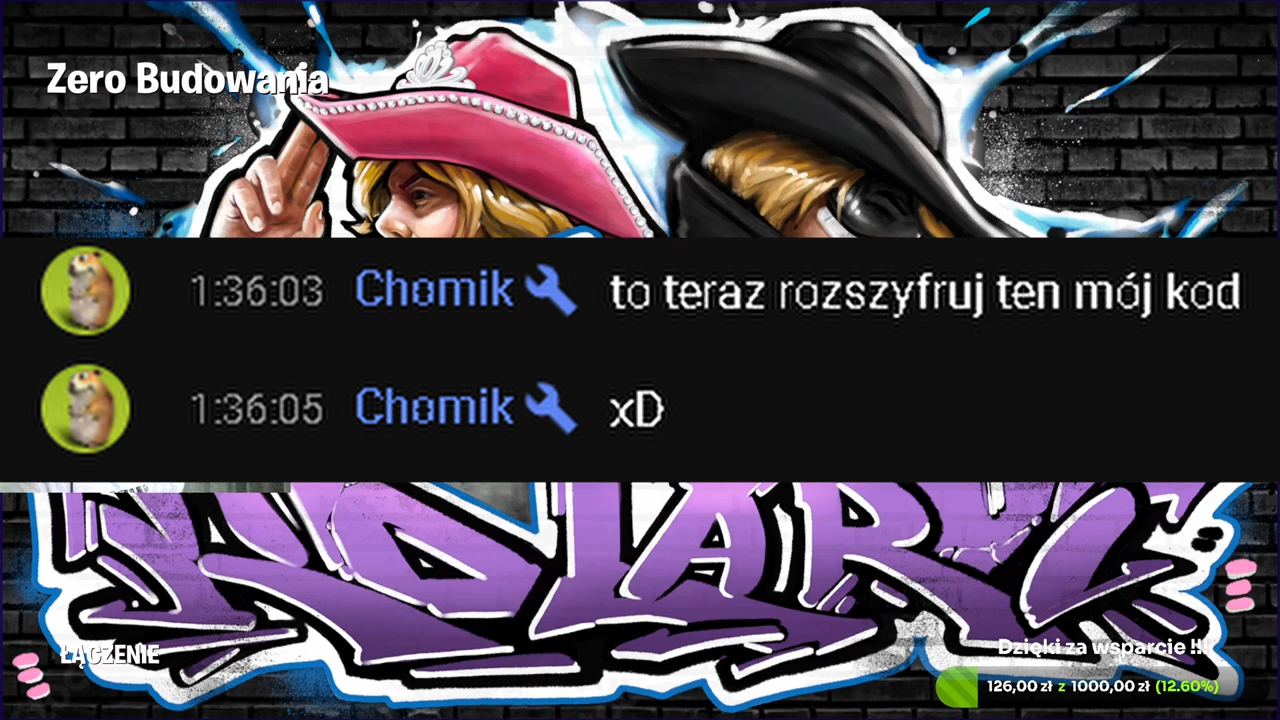 Zero Budowania
1:36:03 Chomik to teraz rozszyfruj ten mój kod
1:36:05 Chomik xD
ŁĄCZENIE
Dzięki za wsparcie !!!
126,00 zł z 1000,00 zł (12.60%)